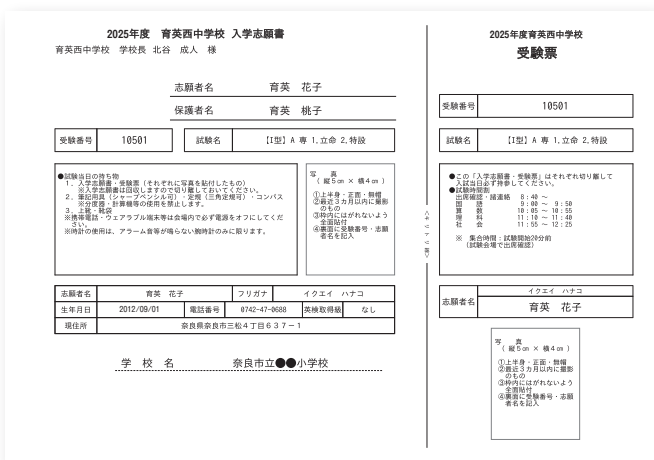 2025年度　育英西中学校 入学志願書
育英西中学校　学校長 北谷　成人　様
志願者名　育英　花子
保護者名　育英　桃子
受験番号　10501　試験名　【I型】A 専 1,立命 2,特設
●試験当日の持ち物
1．入学志願書・受験票（それぞれに写真を貼付したもの）
※入学志願書は回収しますので切り離しておいてください。
2．筆記用具（シャープペンシル可）・定規（三角定規可）・コンパス
※分度器・計算機等の使用を禁止します。
3．上靴・靴袋
※携帯電話・ウェアラブル端末等は会場内で必ず電源をオフにしてくだ
さい。
※時計の使用は、アラーム音等が鳴らない腕時計のみに限ります。
写　真
（ 縦5㎝ × 横4㎝ ）
①上半身・正面・無帽
②最近３カ月以内に撮影
のもの
③枠内にはがれないよう
全面貼付
④裏面に受験番号・志願
者名を記入
志願者名　育英　花子　フリガナ　イクエイ　ハナコ
生年月日　2012/09/01　電話番号　0742-47-0688　英検取得級　なし
現住所　奈良県奈良市三松４丁目６３７－１
学　校　名　奈良市立●●小学校
＜キリトリ線＞
2025年度育英西中学校
受験票
受験番号　10501
試験名　【I型】A 専 1,立命 2,特設
●この「入学志願書・受験票」はそれぞれ切り離して
入試当日必ず持参してください。
●試験時間割
出席確認・諸連絡　8：40 ～
国　語　9：00 ～ 9：50
算　数　10：05 ～ 10：55
理　科　11：10 ～ 11：40
社　会　11：55 ～ 12：25
※　集合時間：試験開始20分前
（試験会場で出席確認）
志願者名　イクエイ　ハナコ
育英　花子
写　真
（ 縦5㎝ × 横4㎝ ）
①上半身・正面・無帽
②最近３カ月以内に撮影
のもの
③枠内にはがれないよう
全面貼付
④裏面に受験番号・志願
者名を記入